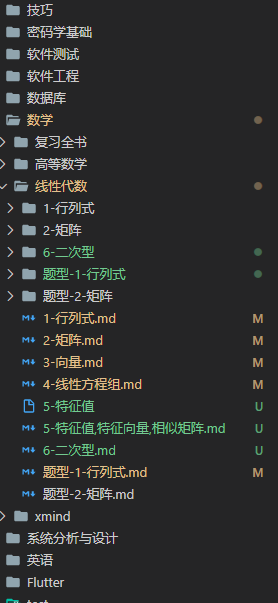 技巧
密码学基础
软件测试
软件工程
数据库
数学
复习全书
高等数学
线性代数
1-行列式
2-矩阵
6-二次型
题型-1-行列式
题型-2-矩阵
1-行列式.md M
2-矩阵.md M
3-向量.md M
4-线性方程组.md M
5-特征值 U
5-特征值,特征向量,相似矩阵.md U
6-二次型.md U
题型-1-行列式.md M
题型-2-矩阵.md
xmind
系统分析与设计
英语
Flutter